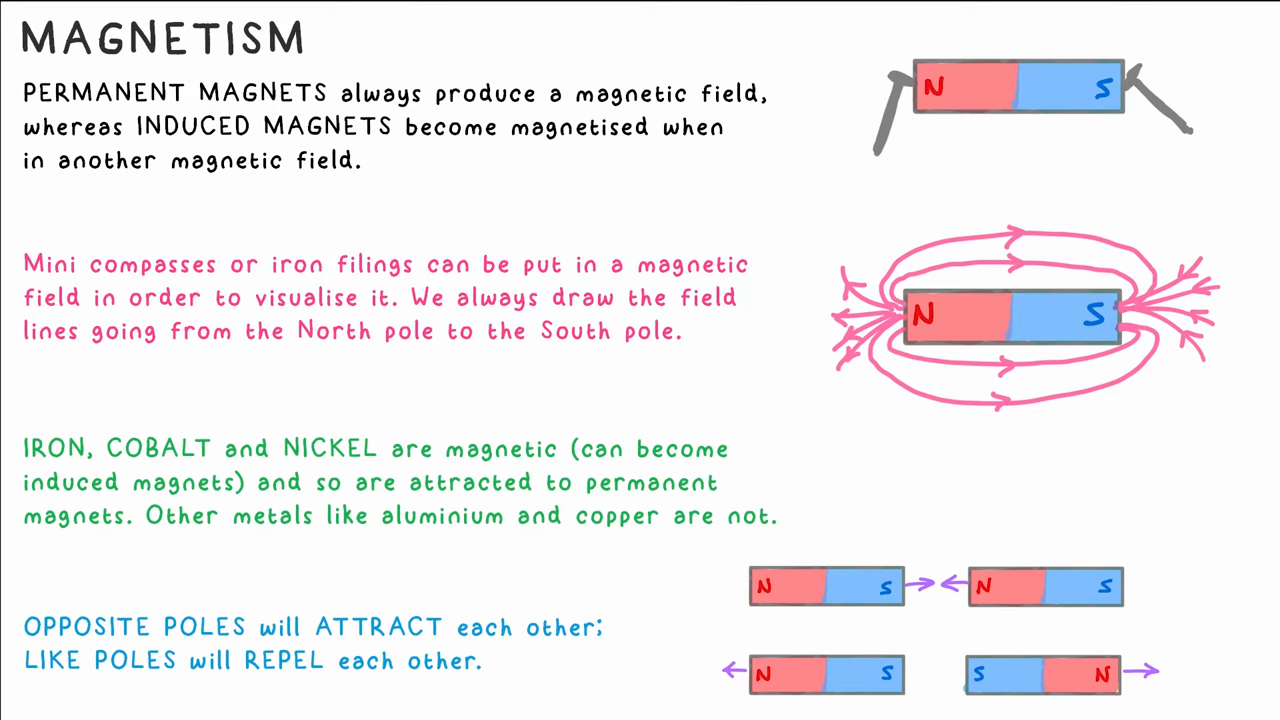 MAGNETISM
PERMANENT MAGNETS always produce a magnetic field,
whereas INDUCED MAGNETS become magnetised when
in another magnetic field.
N S
Mini compasses or iron filings can be put in a magnetic
field in order to visualise it. We always draw the field
lines going from the North pole to the South pole.
N S
IRON, COBALT and NICKEL are magnetic (can become
induced magnets) and so are attracted to permanent
magnets. Other metals like aluminium and copper are not.
N S N S
OPPOSITE POLES will ATTRACT each other;
LIKE POLES will REPEL each other.
N S S N